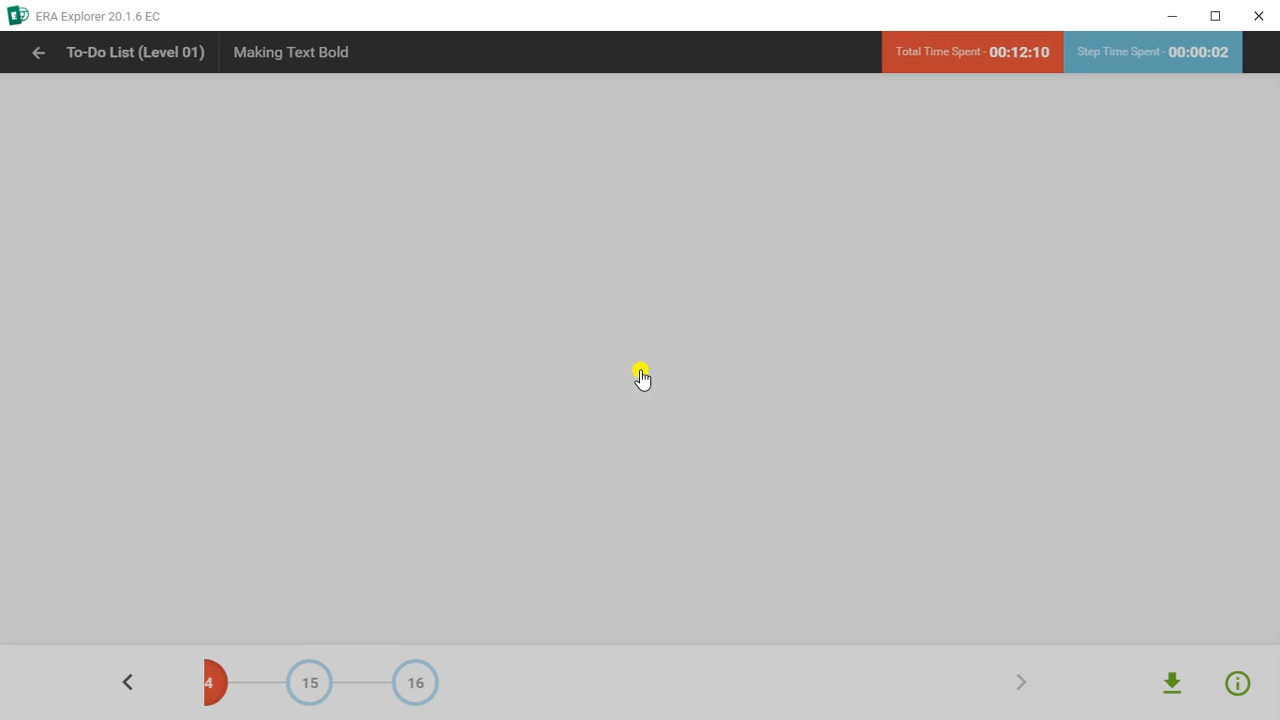 ERA Explorer 20.1.6 EC
To-Do List (Level 01) Making Text Bold Total Time Spent - 00:12:10 Step Time Spent - 00:00:02
4 15 16